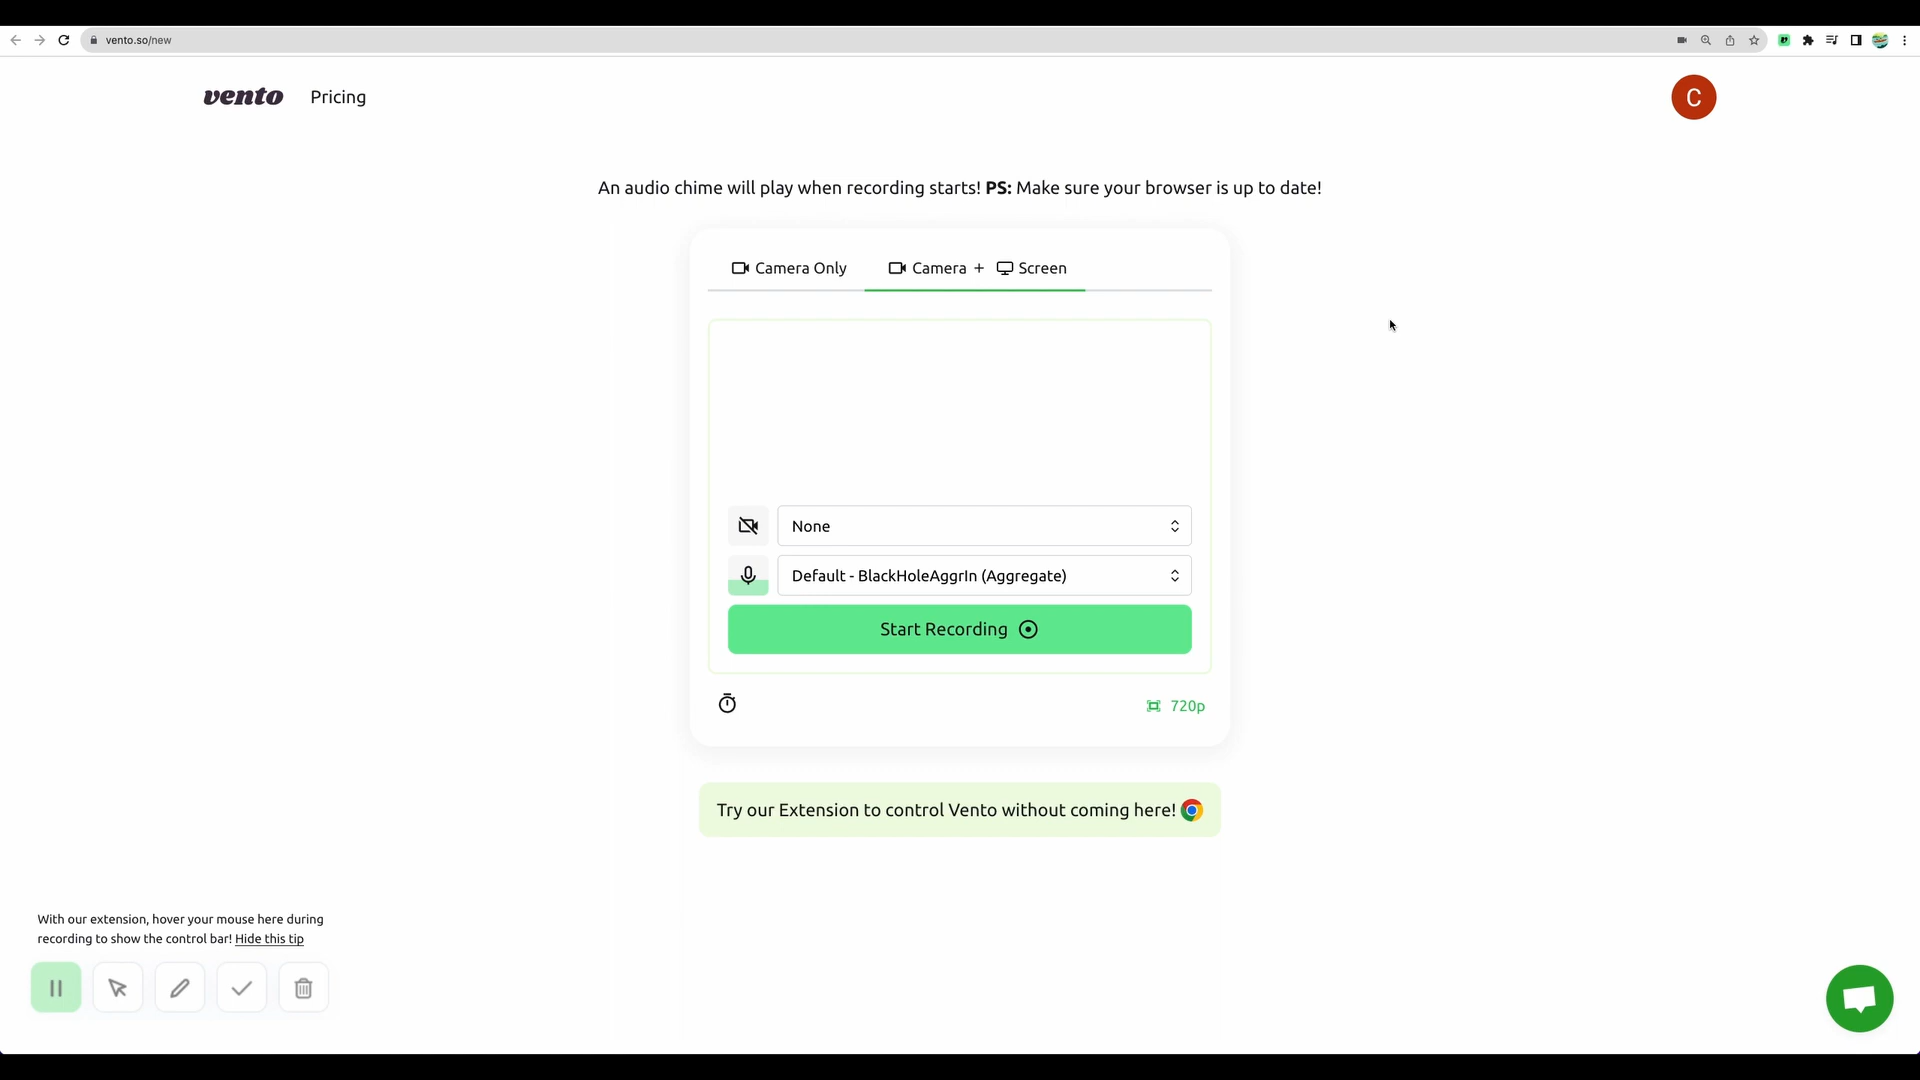 vento.so/new
vento Pricing
C
An audio chime will play when recording starts! PS: Make sure your browser is up to date!
Camera Only Camera + Screen
None
Default - BlackHoleAggrIn (Aggregate)
Start Recording
720p
Try our Extension to control Vento without coming here!
With our extension, hover your mouse here during
recording to show the control bar! Hide this tip